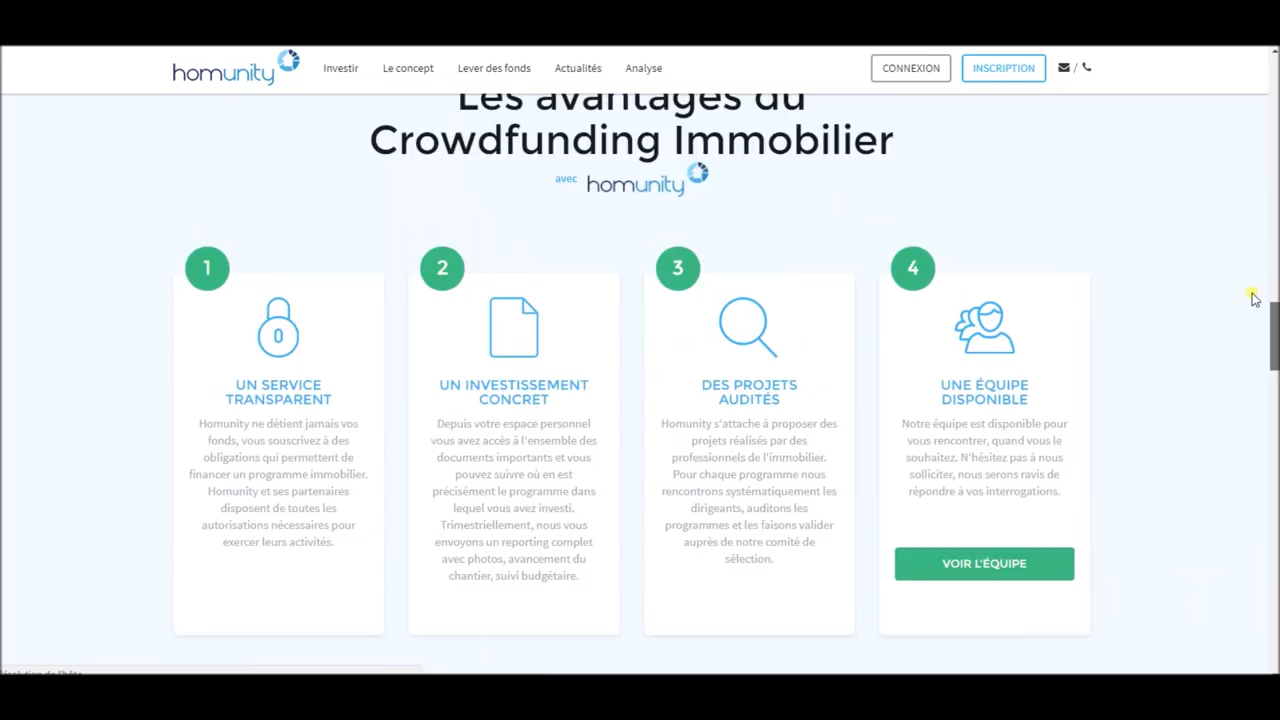 homunity
Investir
Le concept
Lever des fonds
Actualités
Analyse
CONNEXION
INSCRIPTION
/
Les avantages du
Crowdfunding Immobilier
avec homunity
1
UN SERVICE
TRANSPARENT
Homunity ne détient jamais vos
fonds, vous souscrivez à des
obligations qui permettent de
financer un programme immobilier.
Homunity et ses partenaires
disposent de toutes les
autorisations nécessaires pour
exercer leurs activités.
2
UN INVESTISSEMENT
CONCRET
Depuis votre espace personnel
vous avez accès à l'ensemble des
documents importants et vous
pouvez suivre où en est
précisément le programme dans
lequel vous avez investi.
Trimestriellement, nous vous
envoyons un reporting complet
avec photos, avancement du
chantier, suivi budgétaire.
3
DES PROJETS
AUDITÉS
Homunity s'attache à proposer des
projets réalisés par des
professionnels de l'immobilier.
Pour chaque programme nous
rencontrons systématiquement les
dirigeants, auditons les
programmes et les faisons valider
auprès de notre comité de
sélection.
4
UNE ÉQUIPE
DISPONIBLE
Notre équipe est disponible pour
vous rencontrer, quand vous le
souhaitez. N'hésitez pas à nous
solliciter, nous serons ravis de
répondre à vos interrogations.
VOIR L'ÉQUIPE